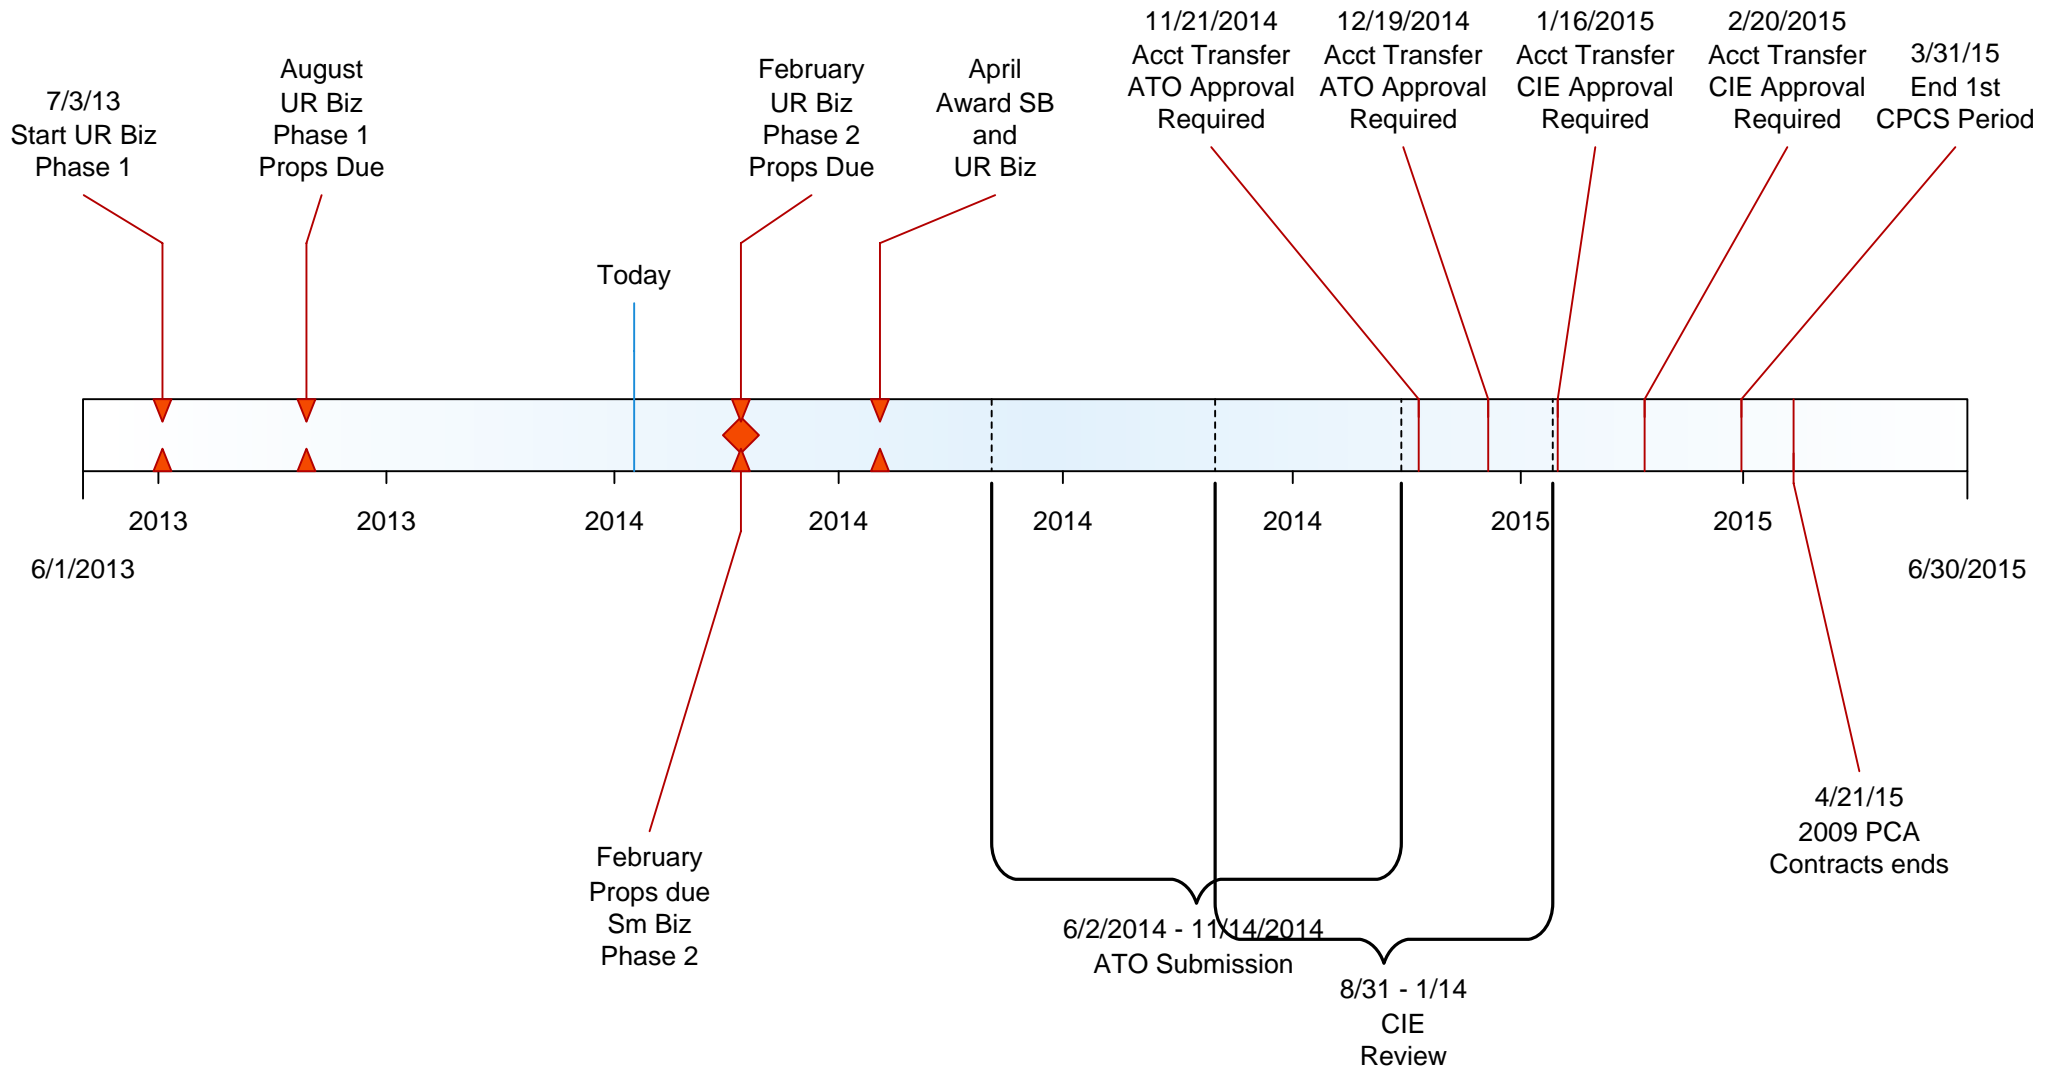 7/3/13
Start UR Biz
Phase 1
August
UR Biz
Phase 1
Props Due
Today
February
UR Biz
Phase 2
Props Due
April
Award SB
and
UR Biz
11/21/2014
Acct Transfer
ATO Approval
Required
12/19/2014
Acct Transfer
ATO Approval
Required
1/16/2015
Acct Transfer
CIE Approval
Required
2/20/2015
Acct Transfer
CIE Approval
Required
3/31/15
End 1st
CPCS Period
2013
2013
2014
2014
2014
2014
2015
2015
6/1/2013
6/30/2015
February
Props due
Sm Biz
Phase 2
6/2/2014 - 11/14/2014
ATO Submission
8/31 - 1/14
CIE
Review
4/21/15
2009 PCA
Contracts ends